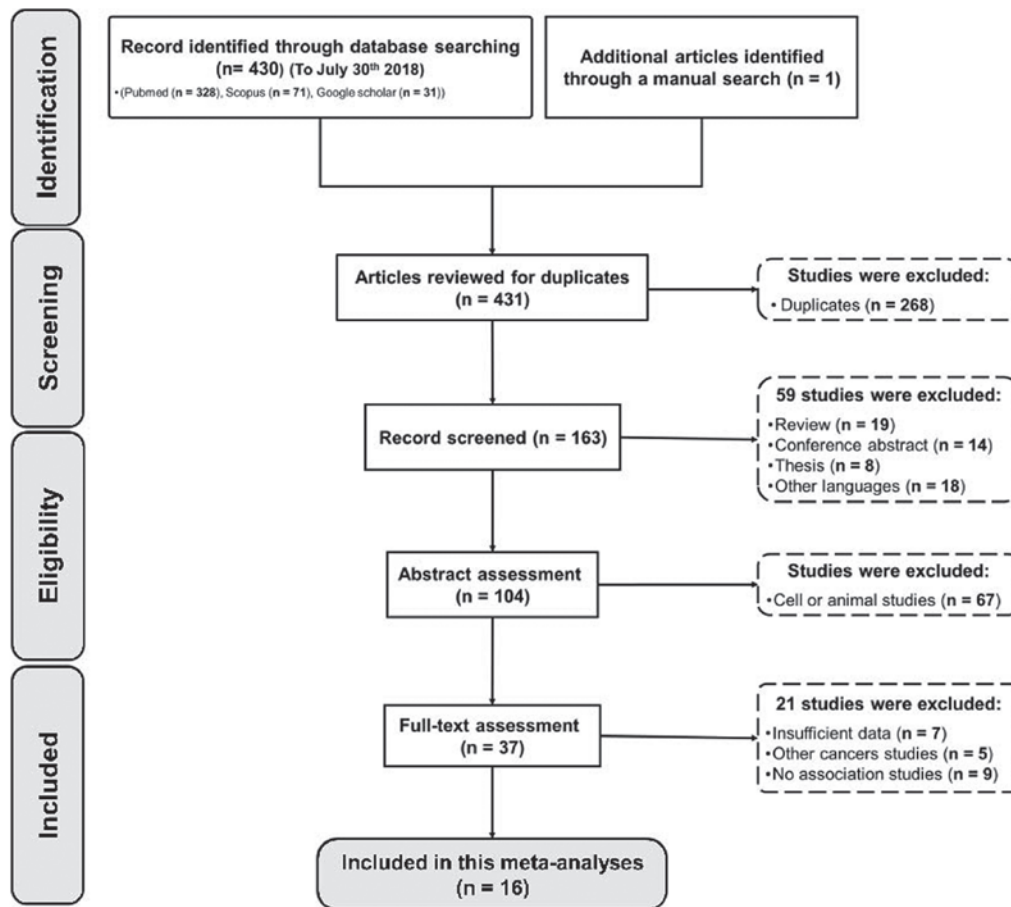 Identification
Record identified through database searching
(n= 430) (To July 30th 2018)
•(Pubmed (n = 328), Scopus (n = 71), Google scholar (n = 31))
Additional articles identified
through a manual search (n = 1)
Screening
Articles reviewed for duplicates
(n = 431)
Studies were excluded:
• Duplicates (n = 268)
Record screened (n = 163)
59 studies were excluded:
•Review (n = 19)
•Conference abstract (n = 14)
•Thesis (n = 8)
•Other languages (n = 18)
Eligibility
Abstract assessment
(n = 104)
Studies were excluded:
•Cell or animal studies (n = 67)
Included
Full-text assessment
(n = 37)
21 studies were excluded:
•Insufficient data (n = 7)
•Other cancers studies (n = 5)
•No association studies (n = 9)
Included in this meta-analyses
(n = 16)